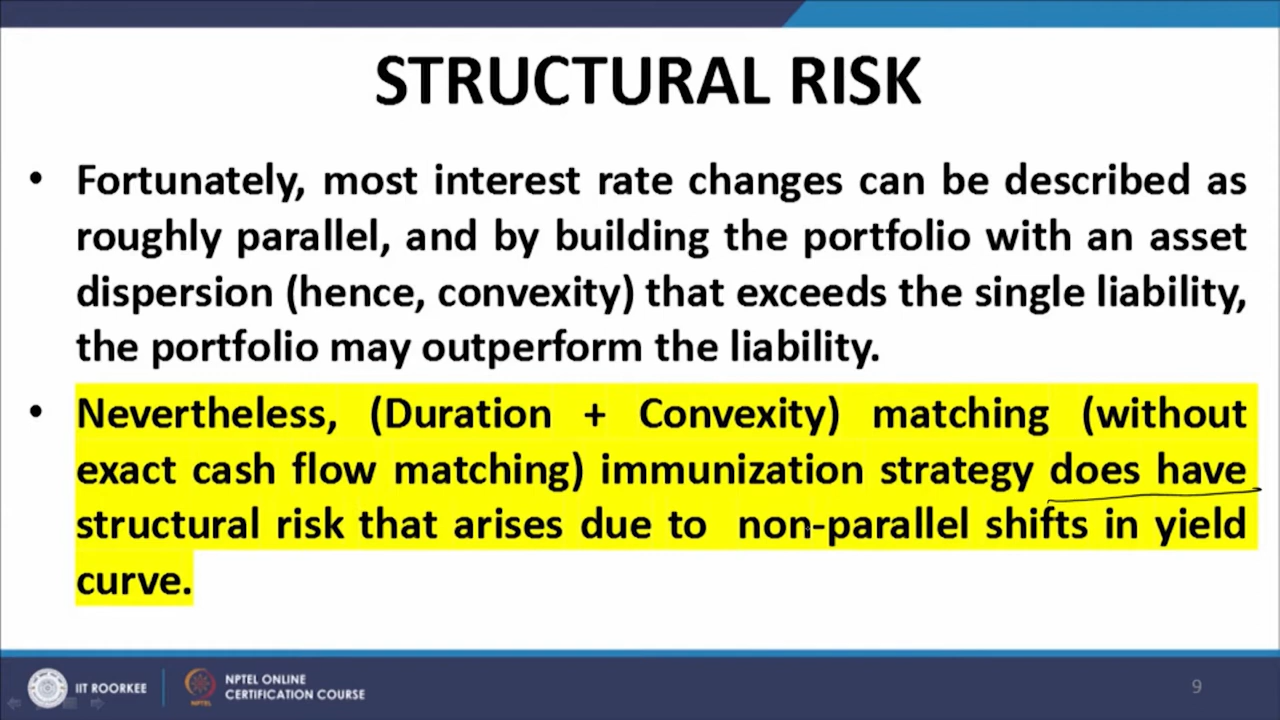 STRUCTURAL RISK
• Fortunately, most interest rate changes can be described as
roughly parallel, and by building the portfolio with an asset
dispersion (hence, convexity) that exceeds the single liability,
the portfolio may outperform the liability.
• Nevertheless, (Duration + Convexity) matching (without
exact cash flow matching) immunization strategy does have
structural risk that arises due to non-parallel shifts in yield
curve.
IIT ROORKEE
NPTEL
NPTEL ONLINE
CERTIFICATION COURSE
9